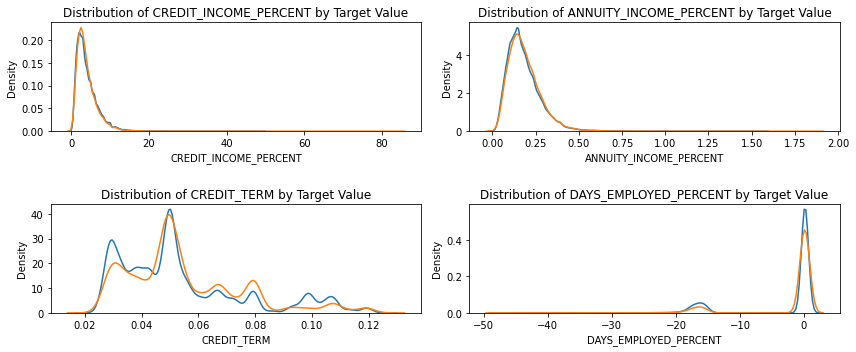 Distribution of CREDIT_INCOME_PERCENT by Target Value
Density
0.20
0.15
0.10
0.05
0.00
0 20 40 60 80
CREDIT_INCOME_PERCENT
Distribution of ANNUITY_INCOME_PERCENT by Target Value
Density
4
2
0
0.00 0.25 0.50 0.75 1.00 1.25 1.50 1.75 2.00
ANNUITY_INCOME_PERCENT
Distribution of CREDIT_TERM by Target Value
Density
40
30
20
10
0
0.02 0.04 0.06 0.08 0.10 0.12
CREDIT_TERM
Distribution of DAYS_EMPLOYED_PERCENT by Target Value
Density
0.4
0.2
0.0
−50 −40 −30 −20 −10 0
DAYS_EMPLOYED_PERCENT